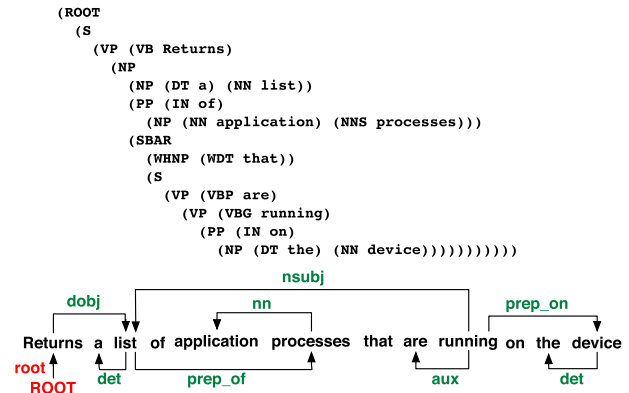 (ROOT
(S
(VP (VB Returns)
(NP
(NP (DT a) (NN list))
(PP (IN of)
(NP (NN application) (NNS processes)))
(SBAR
(WHNP (WDT that))
(S
(VP (VBP are)
(VP (VBG running)
(PP (IN on)
(NP (DT the) (NN device)))))))))))
nsubj
dobj nn prep_on
Returns a list of application processes that are running on the device
root det prep_of aux det
ROOT